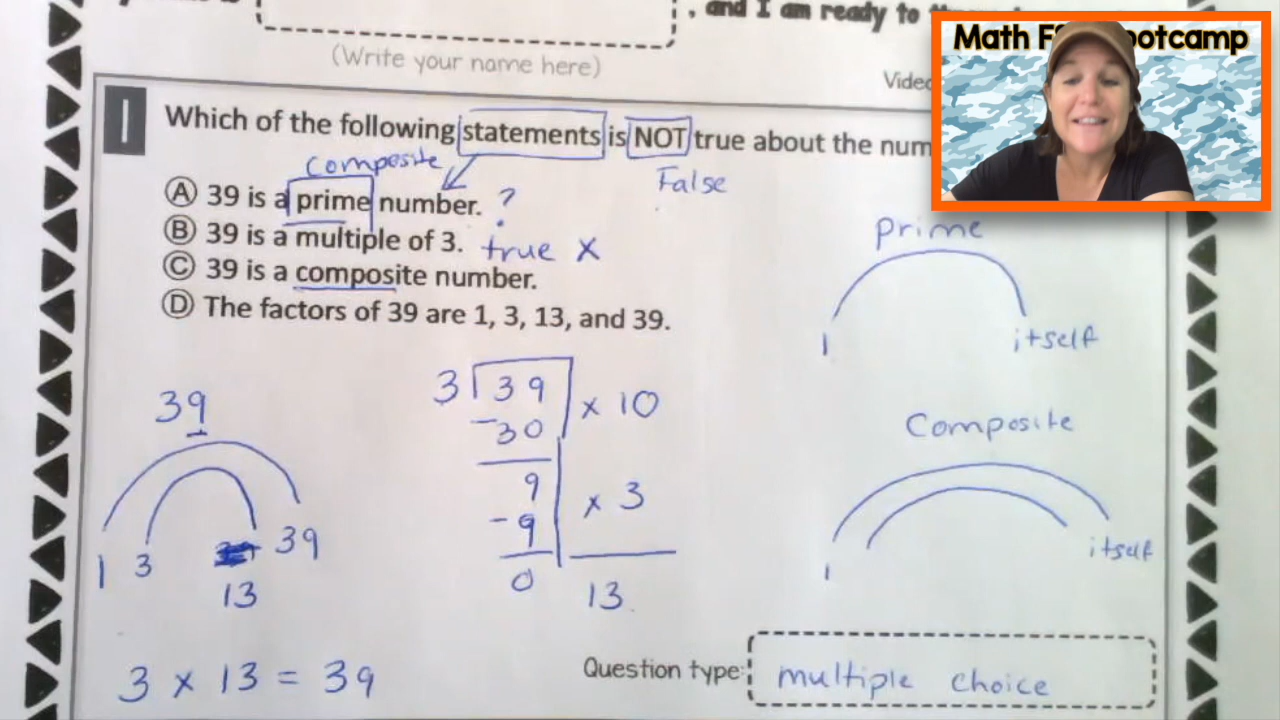 , and I am ready to
(Write your name here)
Video
Math F otcamp
1
Which of the following statements is NOT true about the num
composite
False
A 39 is a prime number. ?
B 39 is a multiple of 3. true X
C 39 is a composite number.
D The factors of 39 are 1, 3, 13, and 39.
prime
1 itself
39
1 3 39
13
3 39 x 10
-30
9 x 3
-9
0 13
Composite
1 itself
3 x 13 = 39
Question type: multiple choice